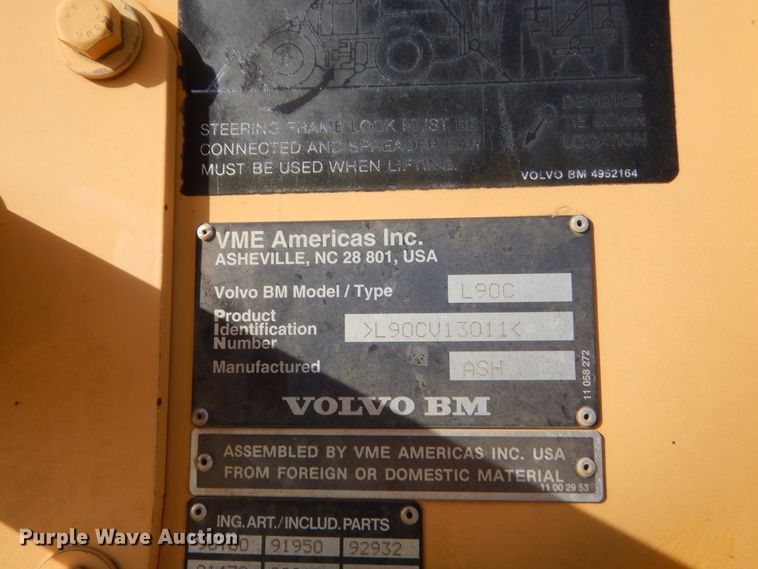 STEERING FRAME LOCK MUST BE
CONNECTED AND SPREADER BAR
MUST BE USED WHEN LIFTING.
DENOTES
TIE DOWN
LOCATION
VOLVO BM 4952164
VME Americas Inc.
ASHEVILLE, NC 28 801, USA
Volvo BM Model / Type L90C
Product
Identification >L90CV13011<
Number
Manufactured ASH
11 058 272
VOLVO BM
ASSEMBLED BY VME AMERICAS INC. USA
FROM FOREIGN OR DOMESTIC MATERIAL
11 00 29 53
ING.ART./INCLUD.PARTS
91950 92932
Purple Wave Auction